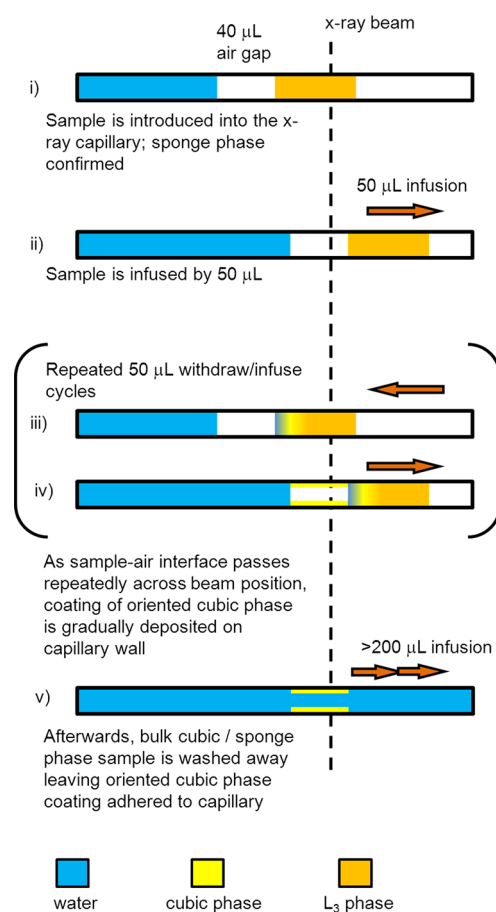 40 μL
air gap
x-ray beam
i)
Sample is introduced into the x-
ray capillary; sponge phase
confirmed
50 μL infusion
ii)
Sample is infused by 50 μL
Repeated 50 μL withdraw/infuse
cycles
iii)
iv)
As sample-air interface passes
repeatedly across beam position,
coating of oriented cubic phase
is gradually deposited on
capillary wall
>200 μL infusion
v)
Afterwards, bulk cubic / sponge
phase sample is washed away
leaving oriented cubic phase
coating adhered to capillary
water
cubic phase
L₃ phase